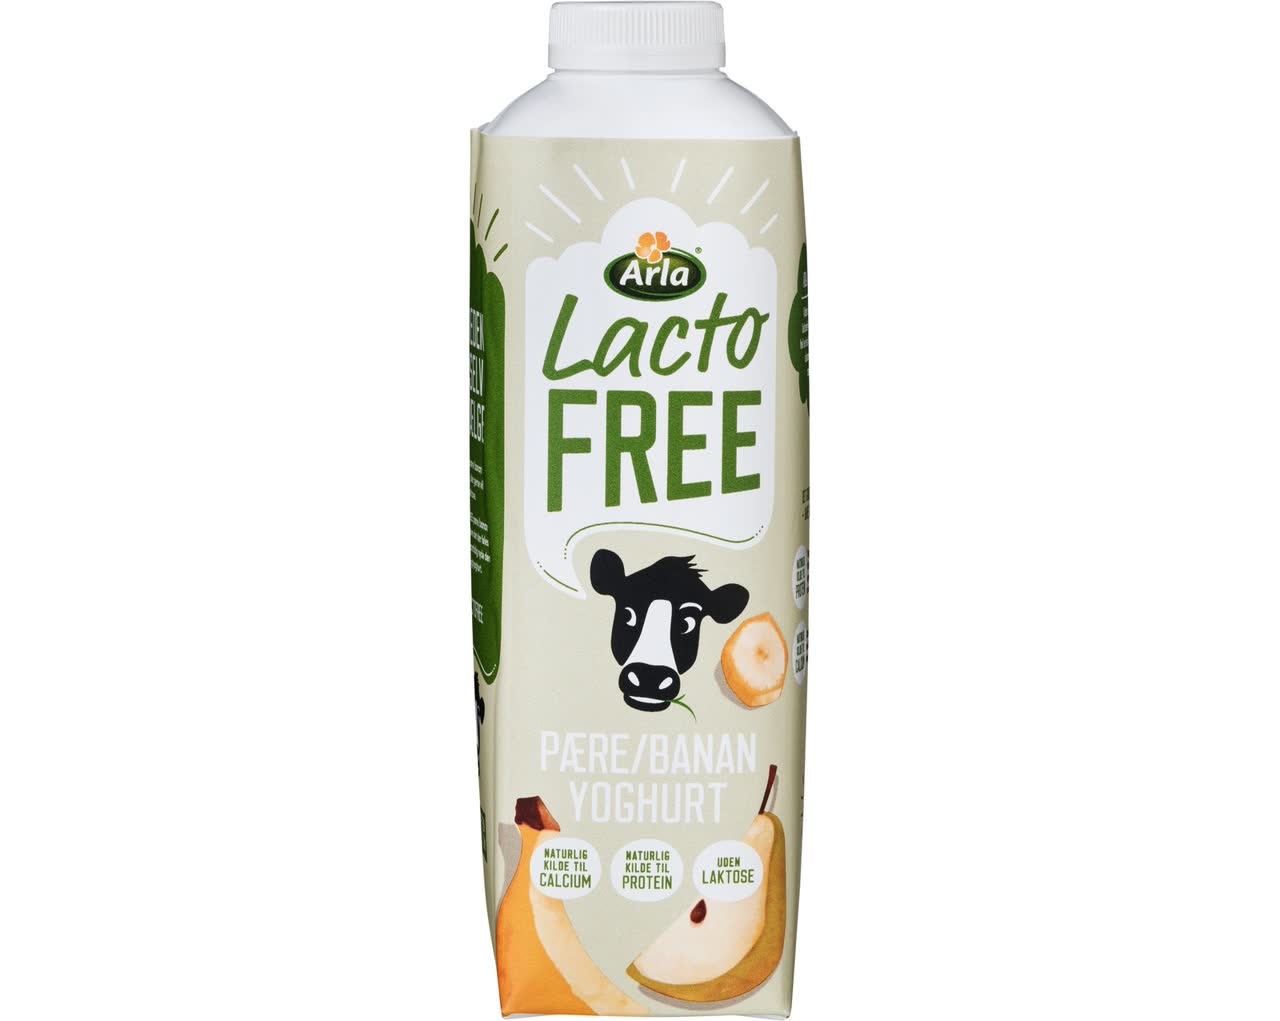 Arla
Lacto
FREE
PÆRE/BANAN
YOGHURT
NATURLIG
KILDE TIL
CALCIUM
NATURLIG
KILDE TIL
PROTEIN
UDEN
LAKTOSE